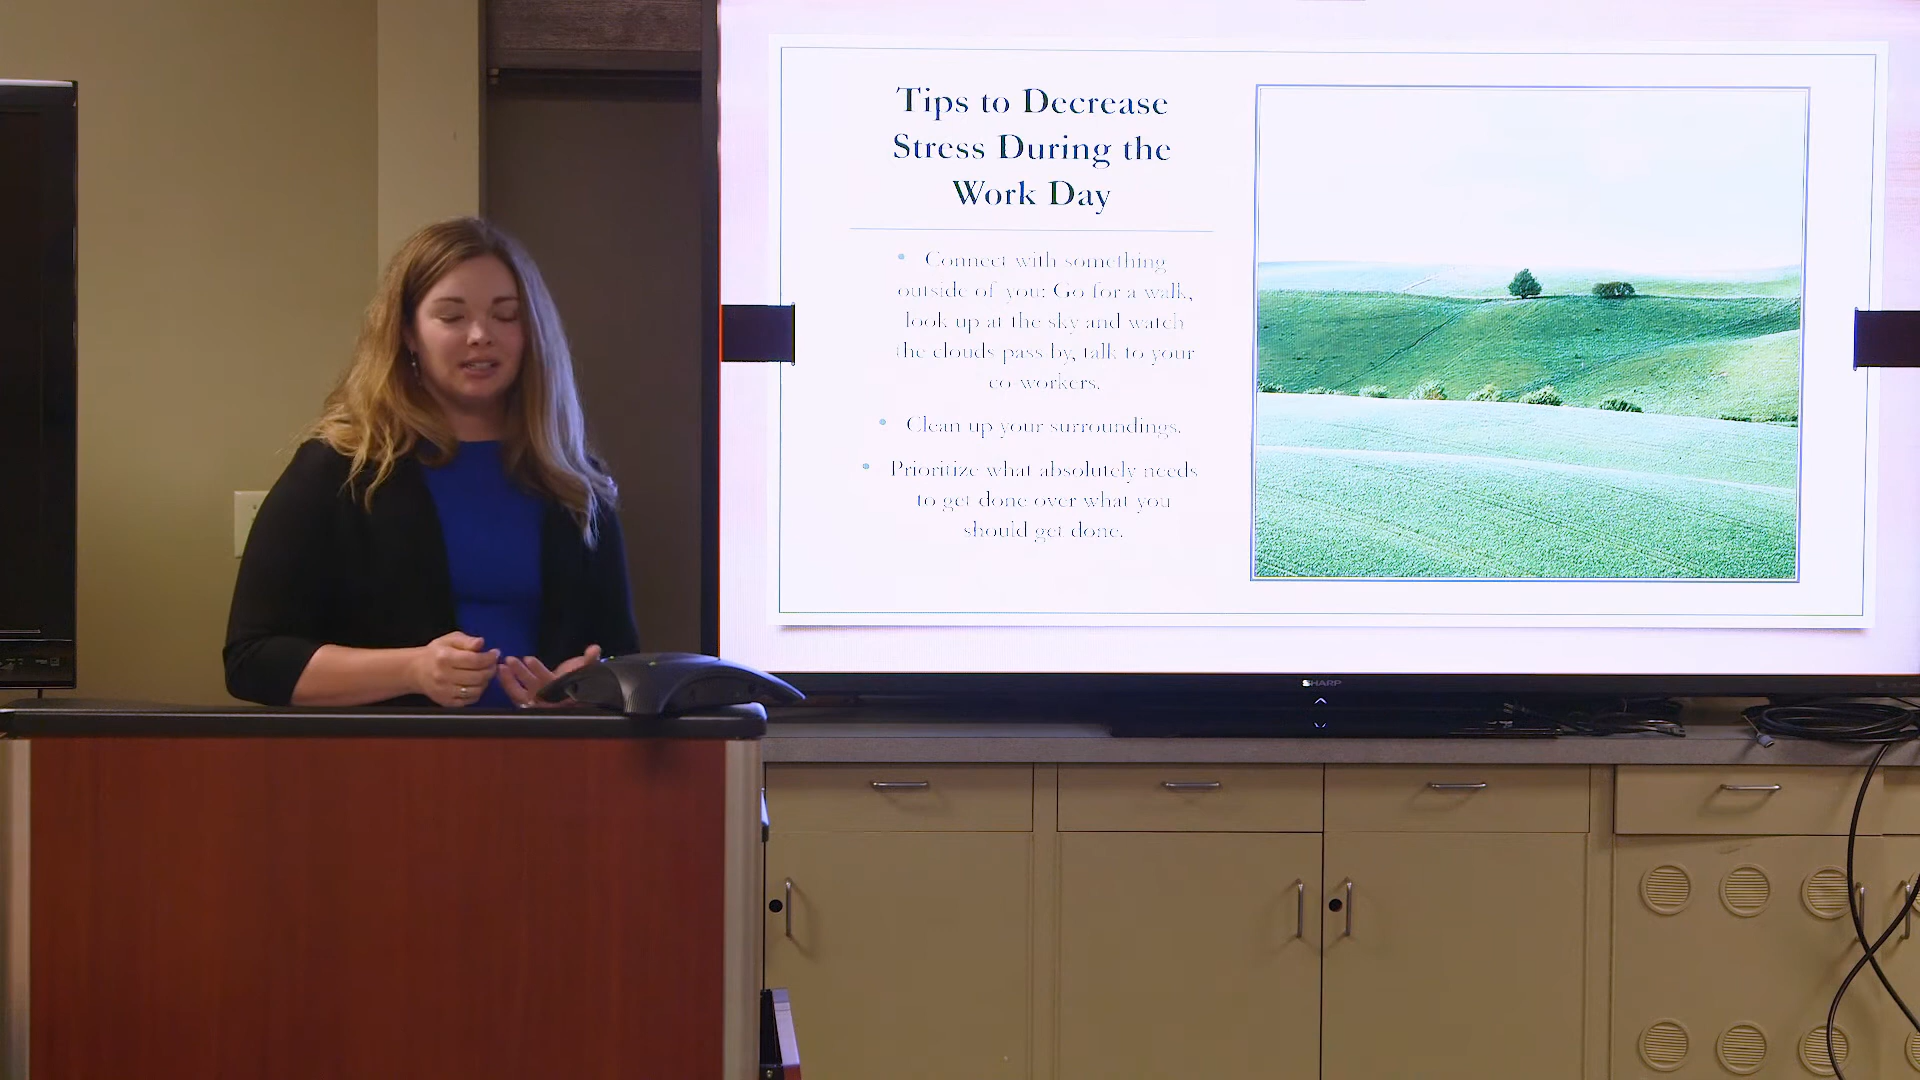 Tips to Decrease
Stress During the
Work Day
• Connect with something
outside of you: Go for a walk,
look up at the sky and watch
the clouds pass by, talk to your
co-workers.
• Clean up your surroundings.
• Prioritize what absolutely needs
to get done over what you
should get done.
SHARP